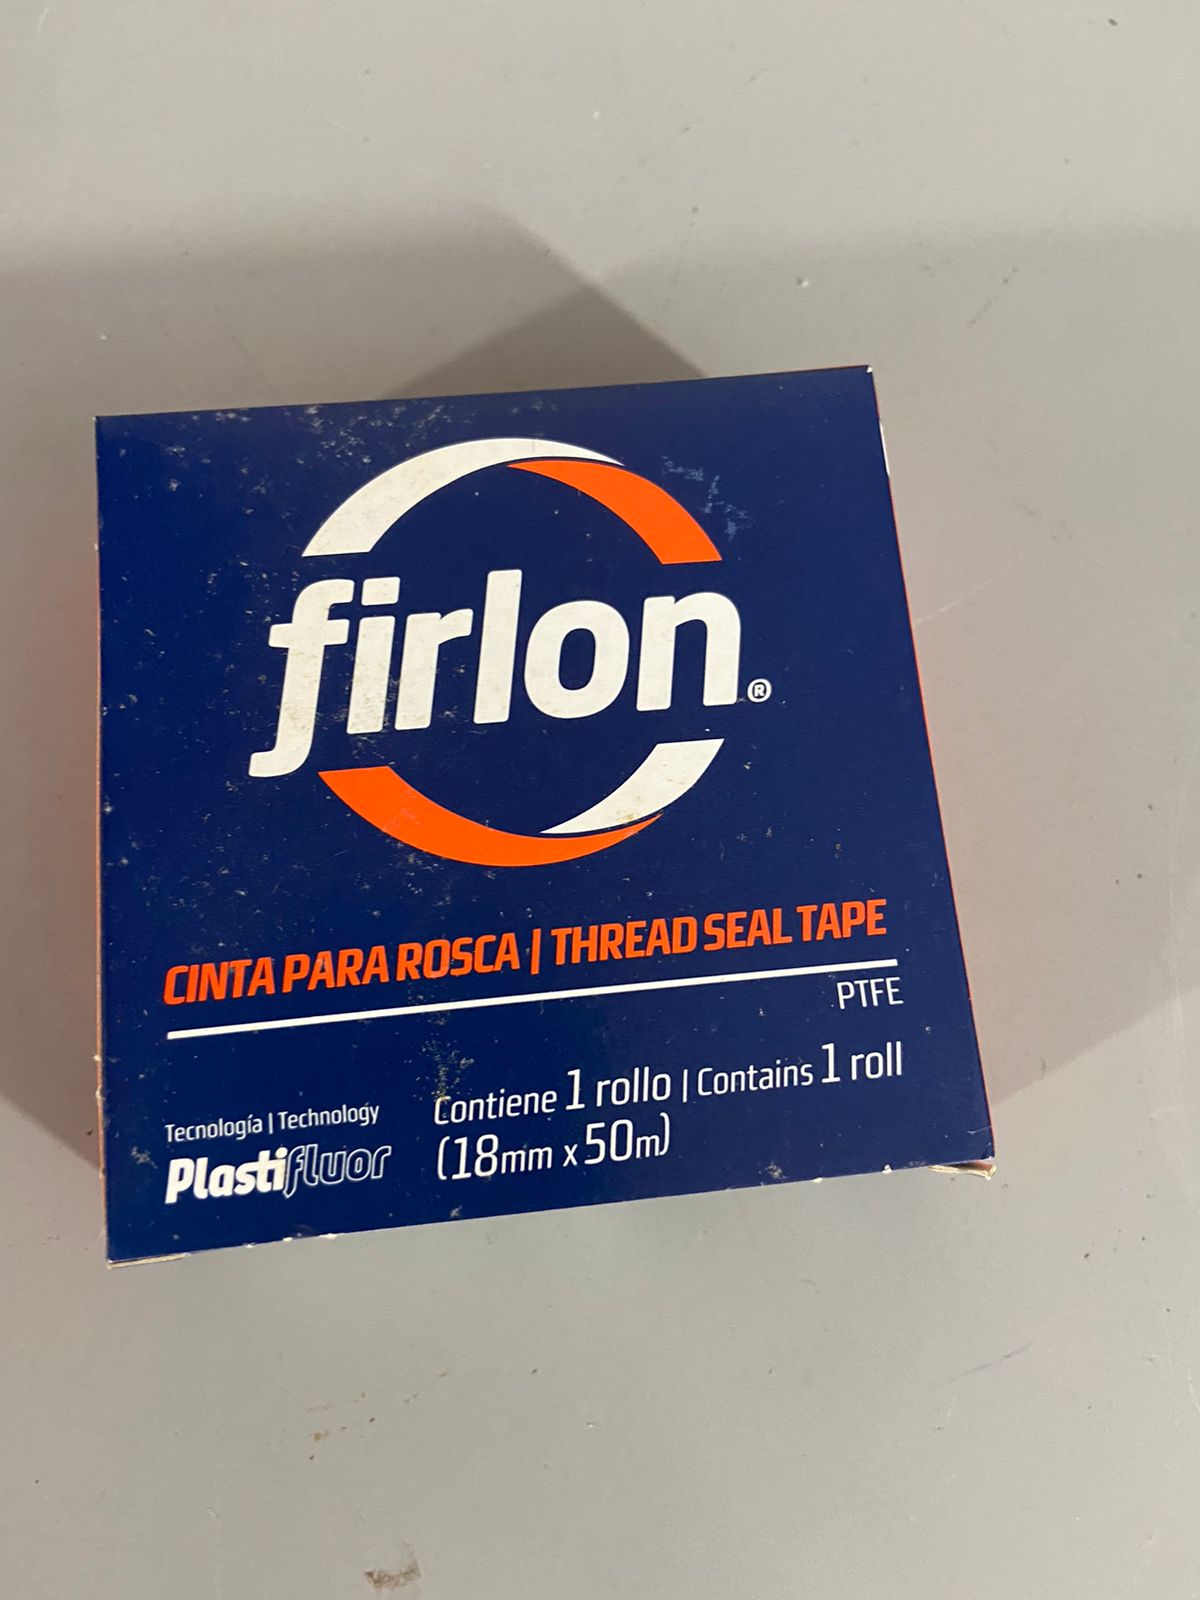 firlon®
CINTA PARA ROSCA | THREAD SEAL TAPE
PTFE
Contiene 1 rollo | Contains 1 roll
(18mm x 50m)
Tecnología | Technology
Plastifluor